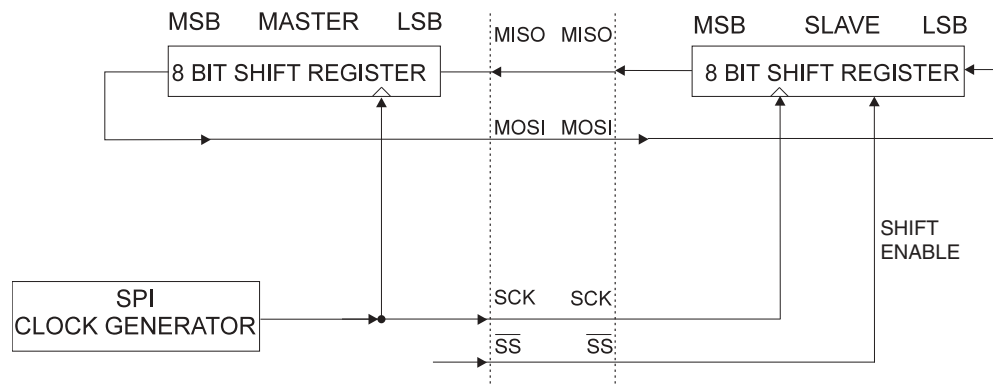 MSB MASTER LSB
MISO MISO
MSB SLAVE LSB
8 BIT SHIFT REGISTER
8 BIT SHIFT REGISTER
MOSI MOSI
SHIFT
ENABLE
SPI
CLOCK GENERATOR
SCK SCK
SS SS